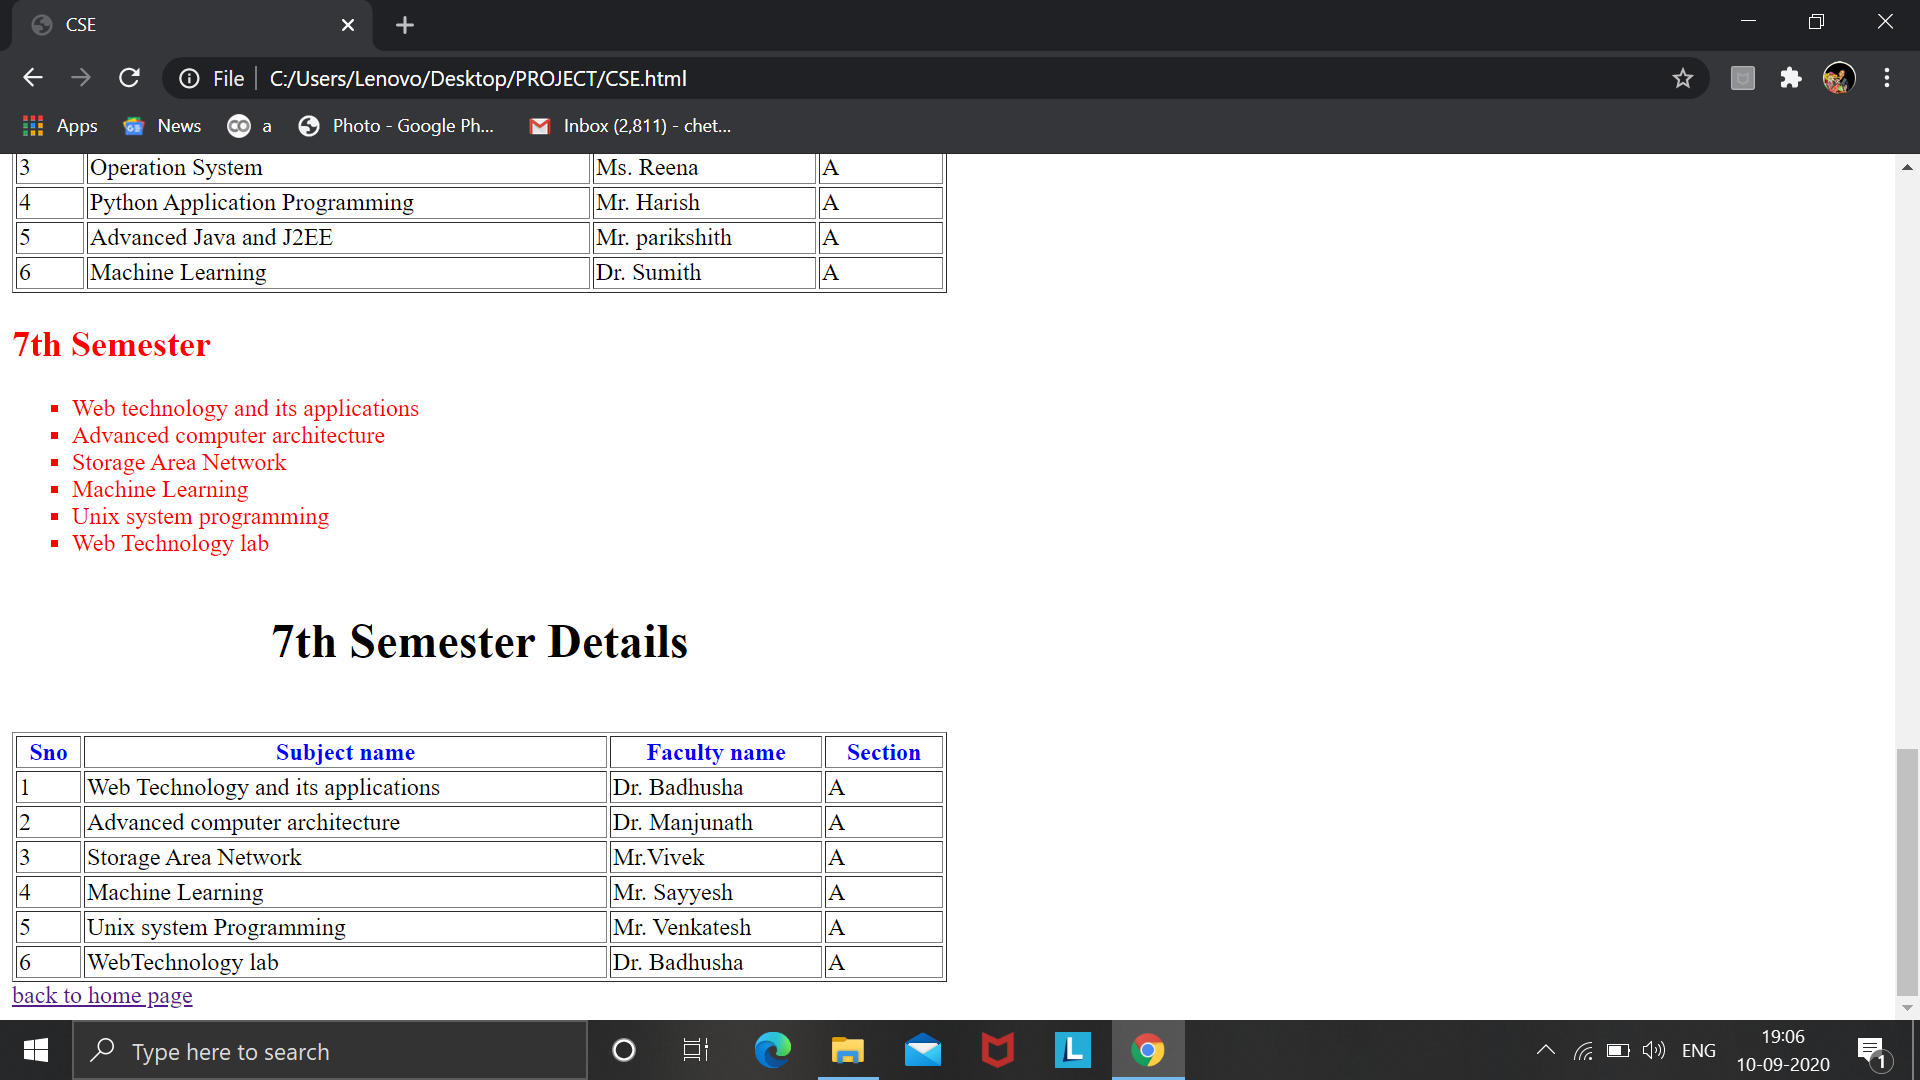 CSE
File C:/Users/Lenovo/Desktop/PROJECT/CSE.html
Apps News a Photo - Google Ph... Inbox (2,811) - chet...
3 Operation System Ms. Reena A
4 Python Application Programming Mr. Harish A
5 Advanced Java and J2EE Mr. parikshith A
6 Machine Learning Dr. Sumith A
7th Semester
Web technology and its applications
Advanced computer architecture
Storage Area Network
Machine Learning
Unix system programming
Web Technology lab
7th Semester Details
Sno Subject name Faculty name Section
1 Web Technology and its applications Dr. Badhusha A
2 Advanced computer architecture Dr. Manjunath A
3 Storage Area Network Mr.Vivek A
4 Machine Learning Mr. Sayyesh A
5 Unix system Programming Mr. Venkatesh A
6 WebTechnology lab Dr. Badhusha A
back to home page
Type here to search L ENG 19:06
10-09-2020 1